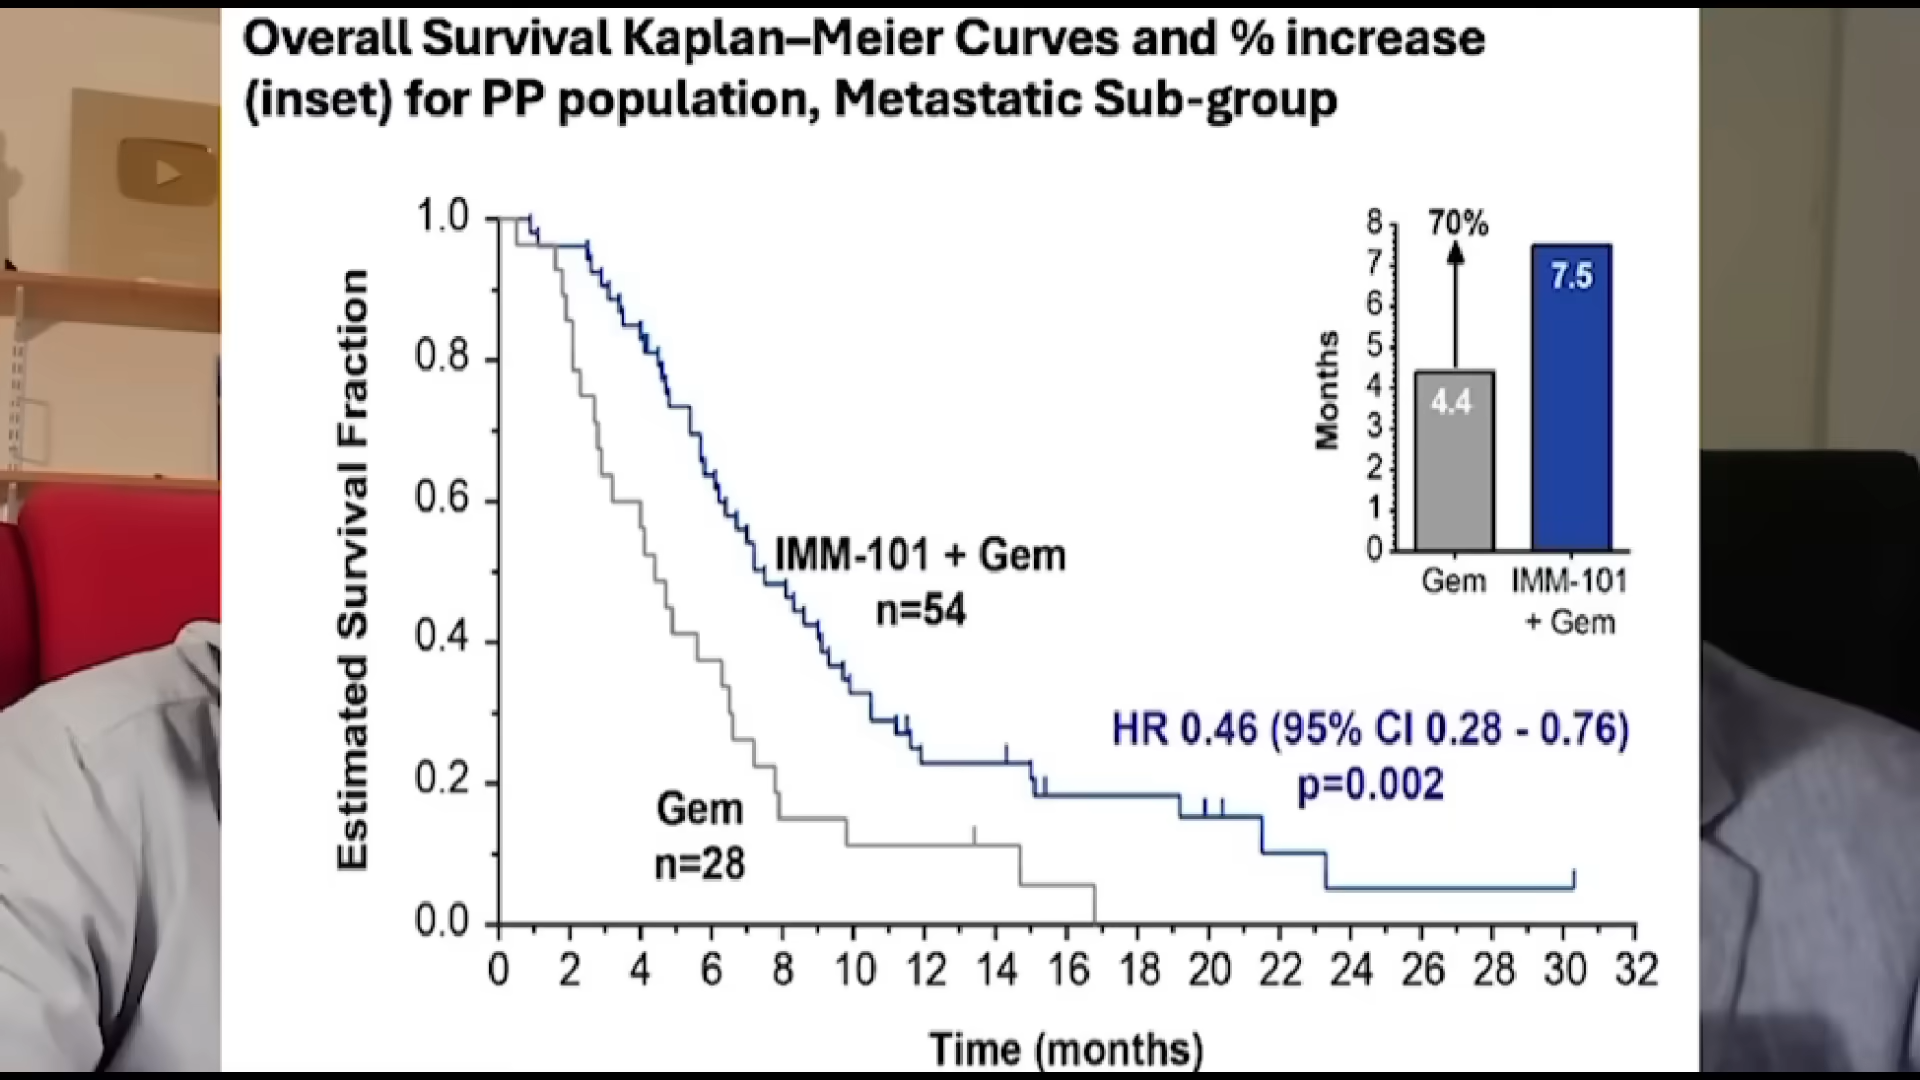 Overall Survival Kaplan–Meier Curves and % increase
(inset) for PP population, Metastatic Sub-group
Estimated Survival Fraction
1.0
0.8
0.6
0.4
0.2
0.0
0 2 4 6 8 10 12 14 16 18 20 22 24 26 28 30 32
Time (months)
IMM-101 + Gem
n=54
Gem
n=28
HR 0.46 (95% CI 0.28 - 0.76)
p=0.002
Months
8
7
6
5
4
3
2
1
0
70%
4.4
7.5
Gem
IMM-101
+ Gem